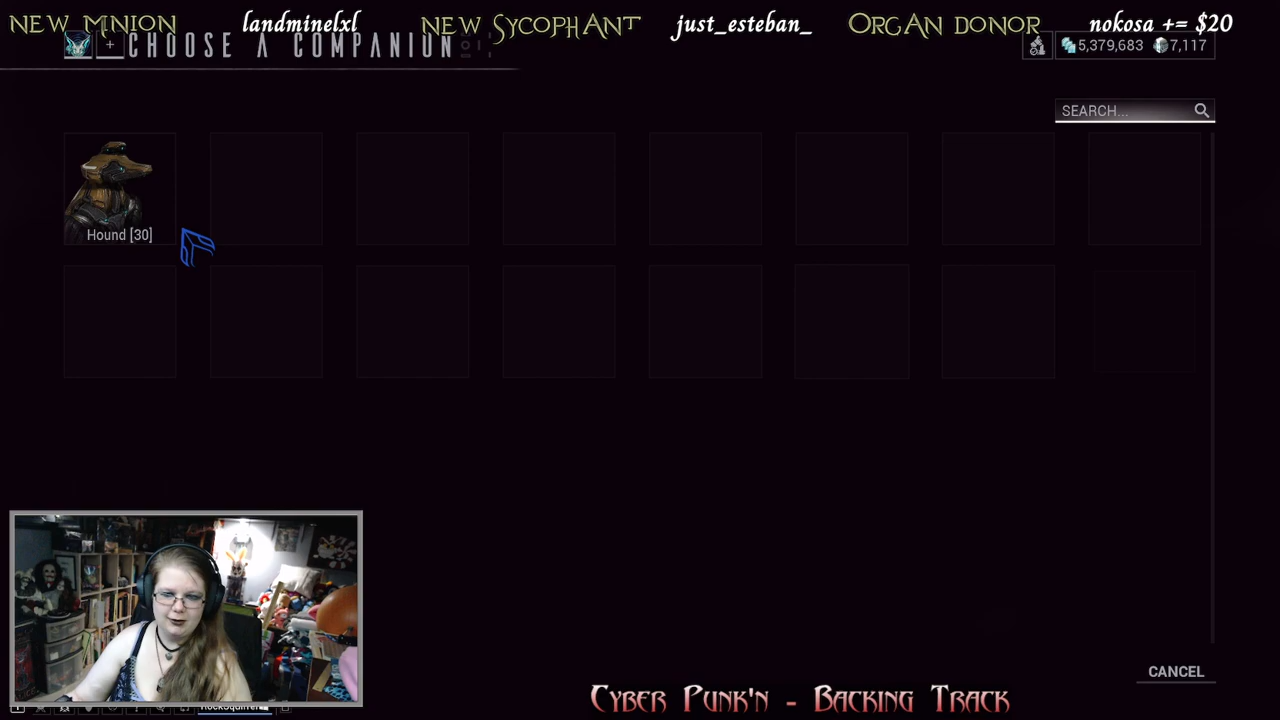 NEW MINION landminelxl NEW SYCOPHANT just_esteban_ ORGAN DONOR nokosa += $20
CHOOSE A COMPANION
5,379,683 7,117
SEARCH...
Hound [30]
CANCEL
CYBER PUNK'N - BACKING TRACK